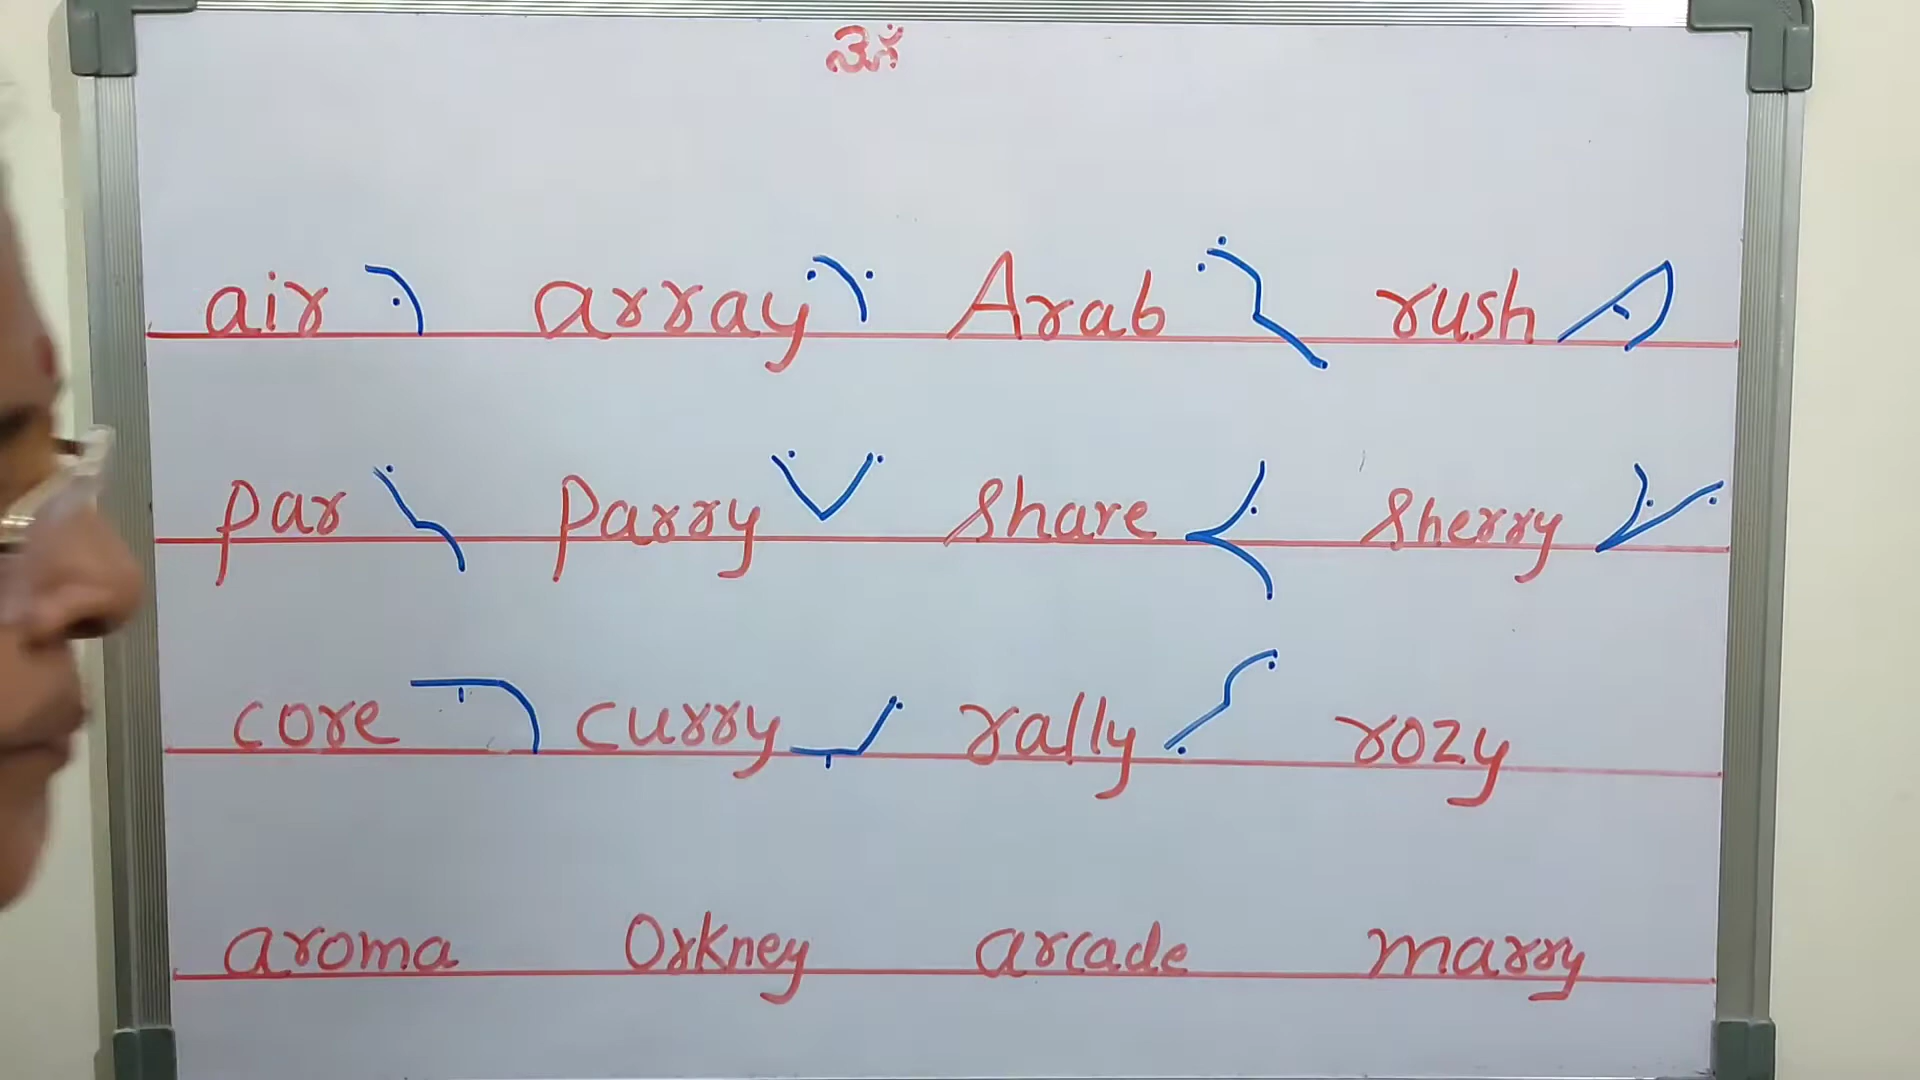 air array Arab rush
par parry share sherry
core curry rally rozy
aroma Orkney arcade marry